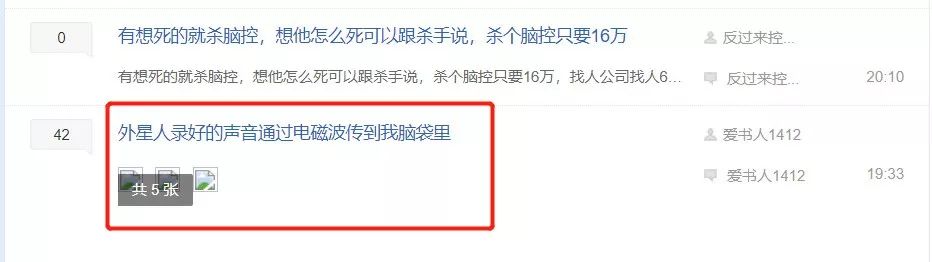 0
有想死的就杀脑控，想他怎么死可以跟杀手说，杀个脑控只要16万
反过来控...
有想死的就杀脑控，想他怎么死可以跟杀手说，杀个脑控只要16万，找人公司找人6...
反过来控...
20:10
42
外星人录好的声音通过电磁波传到我脑袋里
爱书人1412
共 5 张
爱书人1412
19:33